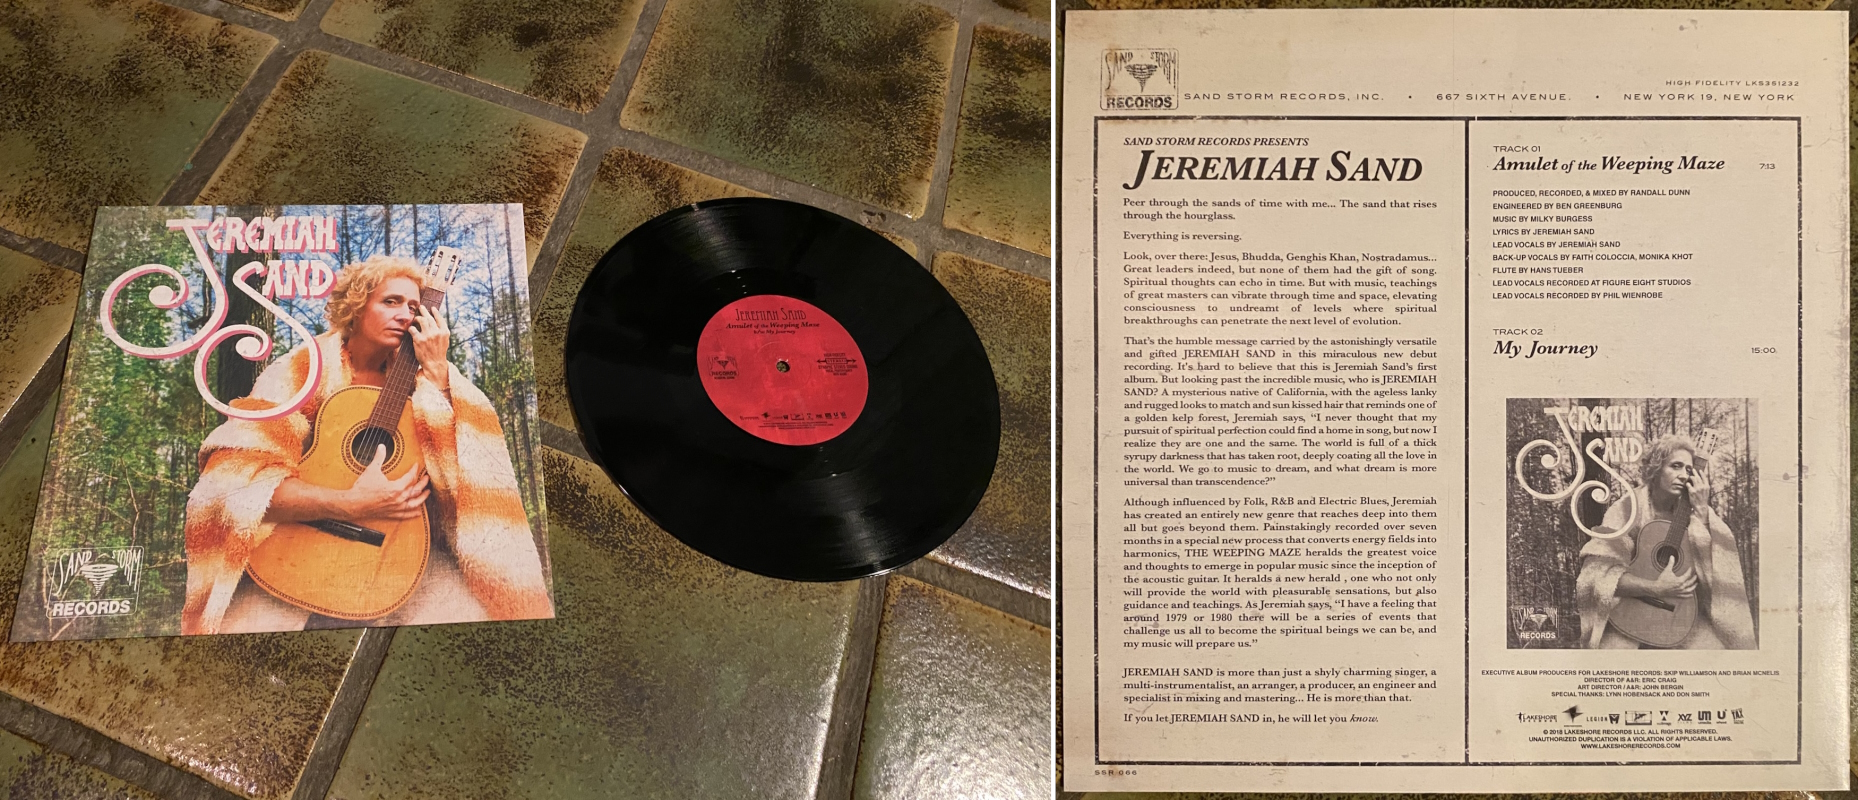 JEREMIAH
SAND
SAND STORM
RECORDS
JEREMIAH SAND
Amulet of the Weeping Maze
b/w My Journey
RECORDS
SAND STORM
RECORDS
HIGH FIDELITY LKS351232
SAND STORM RECORDS, INC. • 667 SIXTH AVENUE. • NEW YORK 19, NEW YORK
SAND STORM RECORDS PRESENTS
JEREMIAH SAND
Peer through the sands of time with me... The sand that rises
through the hourglass.
Everything is reversing.
Look, over there: Jesus, Bhudda, Genghis Khan, Nostradamus...
Great leaders indeed, but none of them had the gift of song.
Spiritual thoughts can echo in time. But with music, teachings
of great masters can vibrate through time and space, elevating
consciousness to undreamt of levels where spiritual
breakthroughs can penetrate the next level of evolution.
That's the humble message carried by the astonishingly versatile
and gifted JEREMIAH SAND in this miraculous new debut
recording. It's hard to believe that this is Jeremiah Sand's first
album. But looking past the incredible music, who is JEREMIAH
SAND? A mysterious native of California, with the ageless lanky
and rugged looks to match and sun kissed hair that reminds one of
a golden kelp forest, Jeremiah says, "I never thought that my
pursuit of spiritual perfection could find a home in song, but now I
realize they are one and the same. The world is full of a thick
syrupy darkness that has taken root, deeply coating all the love in
the world. We go to music to dream, and what dream is more
universal than transcendence?"
Although influenced by Folk, R&B and Electric Blues, Jeremiah
has created an entirely new genre that reaches deep into them
all but goes beyond them. Painstakingly recorded over seven
months in a special new process that converts energy fields into
harmonics, THE WEEPING MAZE heralds the greatest voice
and thoughts to emerge in popular music since the inception of
the acoustic guitar. It heralds a new herald , one who not only
will provide the world with pleasurable sensations, but also
guidance and teachings. As Jeremiah says, "I have a feeling that
around 1979 or 1980 there will be a series of events that
challenge us all to become the spiritual beings we can be, and
my music will prepare us."
JEREMIAH SAND is more than just a shyly charming singer, a
multi-instrumentalist, an arranger, a producer, an engineer and
specialist in mixing and mastering... He is more than that.
If you let JEREMIAH SAND in, he will let you know.
TRACK 01
Amulet of the Weeping Maze 7:13
PRODUCED, RECORDED, & MIXED BY RANDALL DUNN
ENGINEERED BY BEN GREENBURG
MUSIC BY MILKY BURGESS
LYRICS BY JEREMIAH SAND
LEAD VOCALS BY JEREMIAH SAND
BACK-UP VOCALS BY FAITH COLOCCIA, MONIKA KHOT
FLUTE BY HANS TUEBER
LEAD VOCALS RECORDED AT FIGURE EIGHT STUDIOS
LEAD VOCALS RECORDED BY PHIL WIENROBE
TRACK 02
My Journey 15:00
JEREMIAH
SAND
SAND STORM
RECORDS
EXECUTIVE ALBUM PRODUCERS FOR LAKESHORE RECORDS: SKIP WILLIAMSON AND BRIAN MCNELIS
DIRECTOR OF A&R: ERIC CRAIG
ART DIRECTOR / A&R: JOHN BERGIN
SPECIAL THANKS: LYNN HOBENSACK AND DON SMITH
LAKESHORE LEGION XYZ UM
© 2018 LAKESHORE RECORDS LLC. ALL RIGHTS RESERVED.
UNAUTHORIZED DUPLICATION IS A VIOLATION OF APPLICABLE LAWS.
WWW.LAKESHORERECORDS.COM
SSR 066